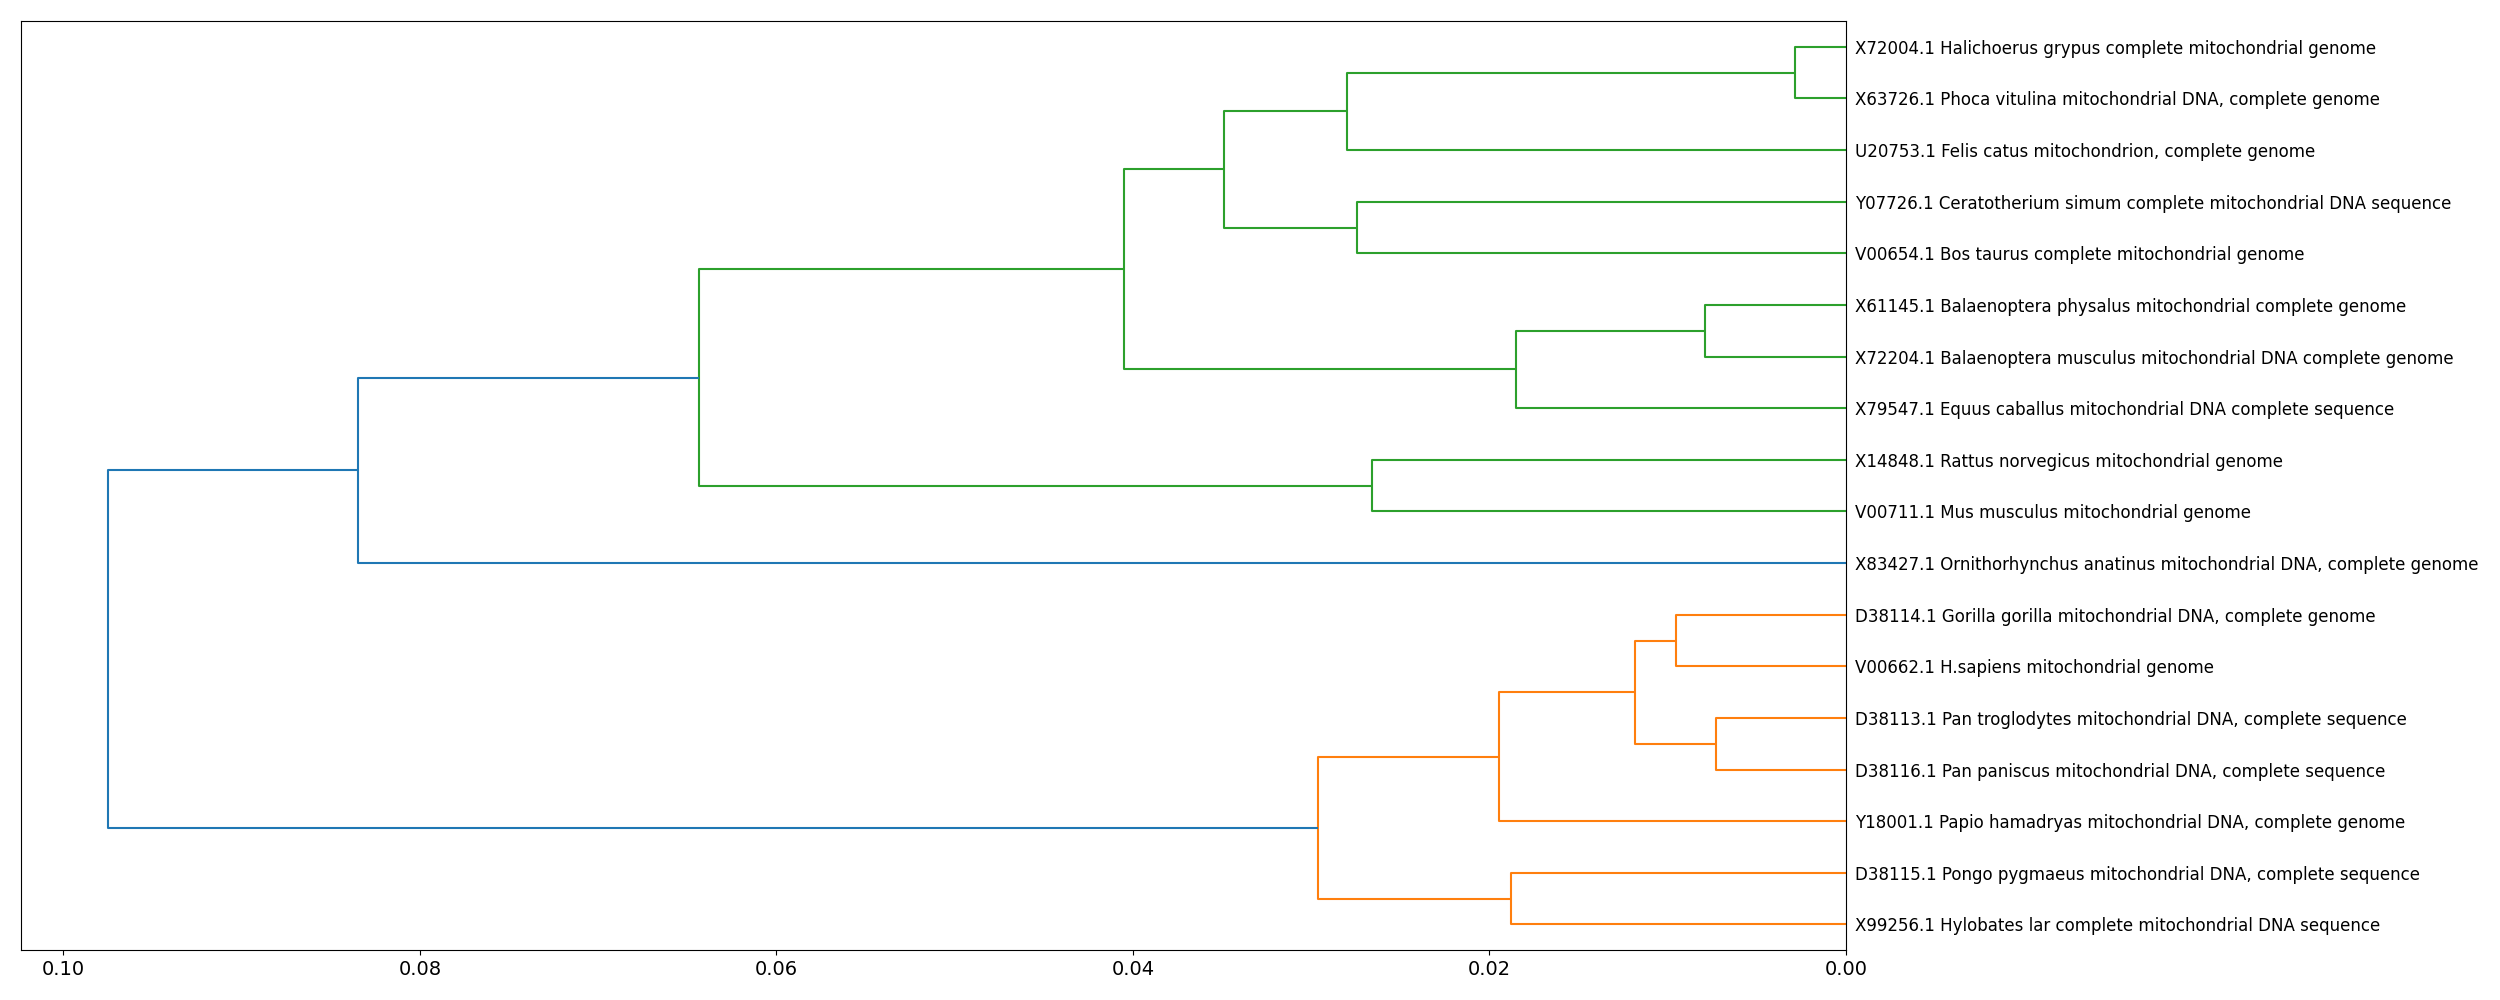 X72004.1 Halichoerus grypus complete mitochondrial genome
X63726.1 Phoca vitulina mitochondrial DNA, complete genome
U20753.1 Felis catus mitochondrion, complete genome
Y07726.1 Ceratotherium simum complete mitochondrial DNA sequence
V00654.1 Bos taurus complete mitochondrial genome
X61145.1 Balaenoptera physalus mitochondrial complete genome
X72204.1 Balaenoptera musculus mitochondrial DNA complete genome
X79547.1 Equus caballus mitochondrial DNA complete sequence
X14848.1 Rattus norvegicus mitochondrial genome
V00711.1 Mus musculus mitochondrial genome
X83427.1 Ornithorhynchus anatinus mitochondrial DNA, complete genome
D38114.1 Gorilla gorilla mitochondrial DNA, complete genome
V00662.1 H.sapiens mitochondrial genome
D38113.1 Pan troglodytes mitochondrial DNA, complete sequence
D38116.1 Pan paniscus mitochondrial DNA, complete sequence
Y18001.1 Papio hamadryas mitochondrial DNA, complete genome
D38115.1 Pongo pygmaeus mitochondrial DNA, complete sequence
X99256.1 Hylobates lar complete mitochondrial DNA sequence
0.10 0.08 0.06 0.04 0.02 0.00